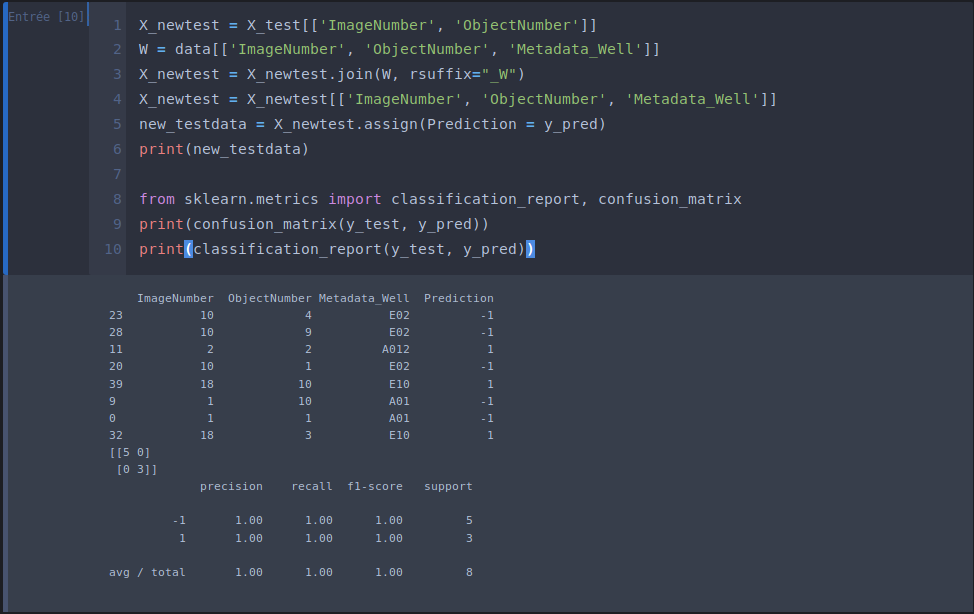 Entrée [10]
1 X_newtest = X_test[['ImageNumber', 'ObjectNumber']]
2 W = data[['ImageNumber', 'ObjectNumber', 'Metadata_Well']]
3 X_newtest = X_newtest.join(W, rsuffix="_W")
4 X_newtest = X_newtest[['ImageNumber', 'ObjectNumber', 'Metadata_Well']]
5 new_testdata = X_newtest.assign(Prediction = y_pred)
6 print(new_testdata)
7
8 from sklearn.metrics import classification_report, confusion_matrix
9 print(confusion_matrix(y_test, y_pred))
10 print(classification_report(y_test, y_pred))
ImageNumber ObjectNumber Metadata_Well Prediction
23 10 4 E02 -1
28 10 9 E02 -1
11 2 2 A012 1
20 10 1 E02 -1
39 18 10 E10 1
9 1 10 A01 -1
0 1 1 A01 -1
32 18 3 E10 1
[[5 0]
[0 3]]
precision recall f1-score support
-1 1.00 1.00 1.00 5
1 1.00 1.00 1.00 3
avg / total 1.00 1.00 1.00 8